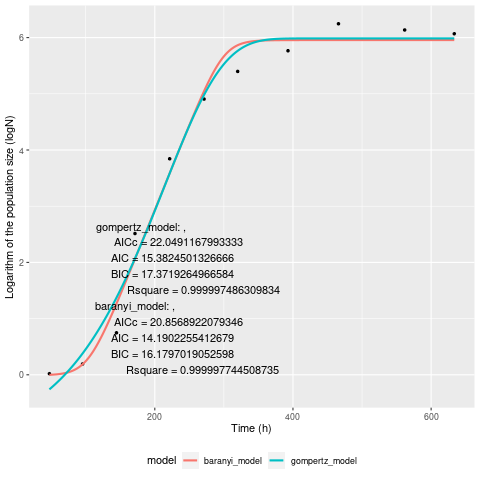 Logarithm of the population size (logN)
6
4
2
0
gompertz_model: ,
AICc = 22.0491167993333
AIC = 15.3824501326666
BIC = 17.3719264966584
Rsquare = 0.999997486309834
baranyi_model: ,
AICc = 20.8568922079346
AIC = 14.1902255412679
BIC = 16.1797019052598
Rsquare = 0.999997744508735
200
400
600
Time (h)
model
baranyi_model
gompertz_model